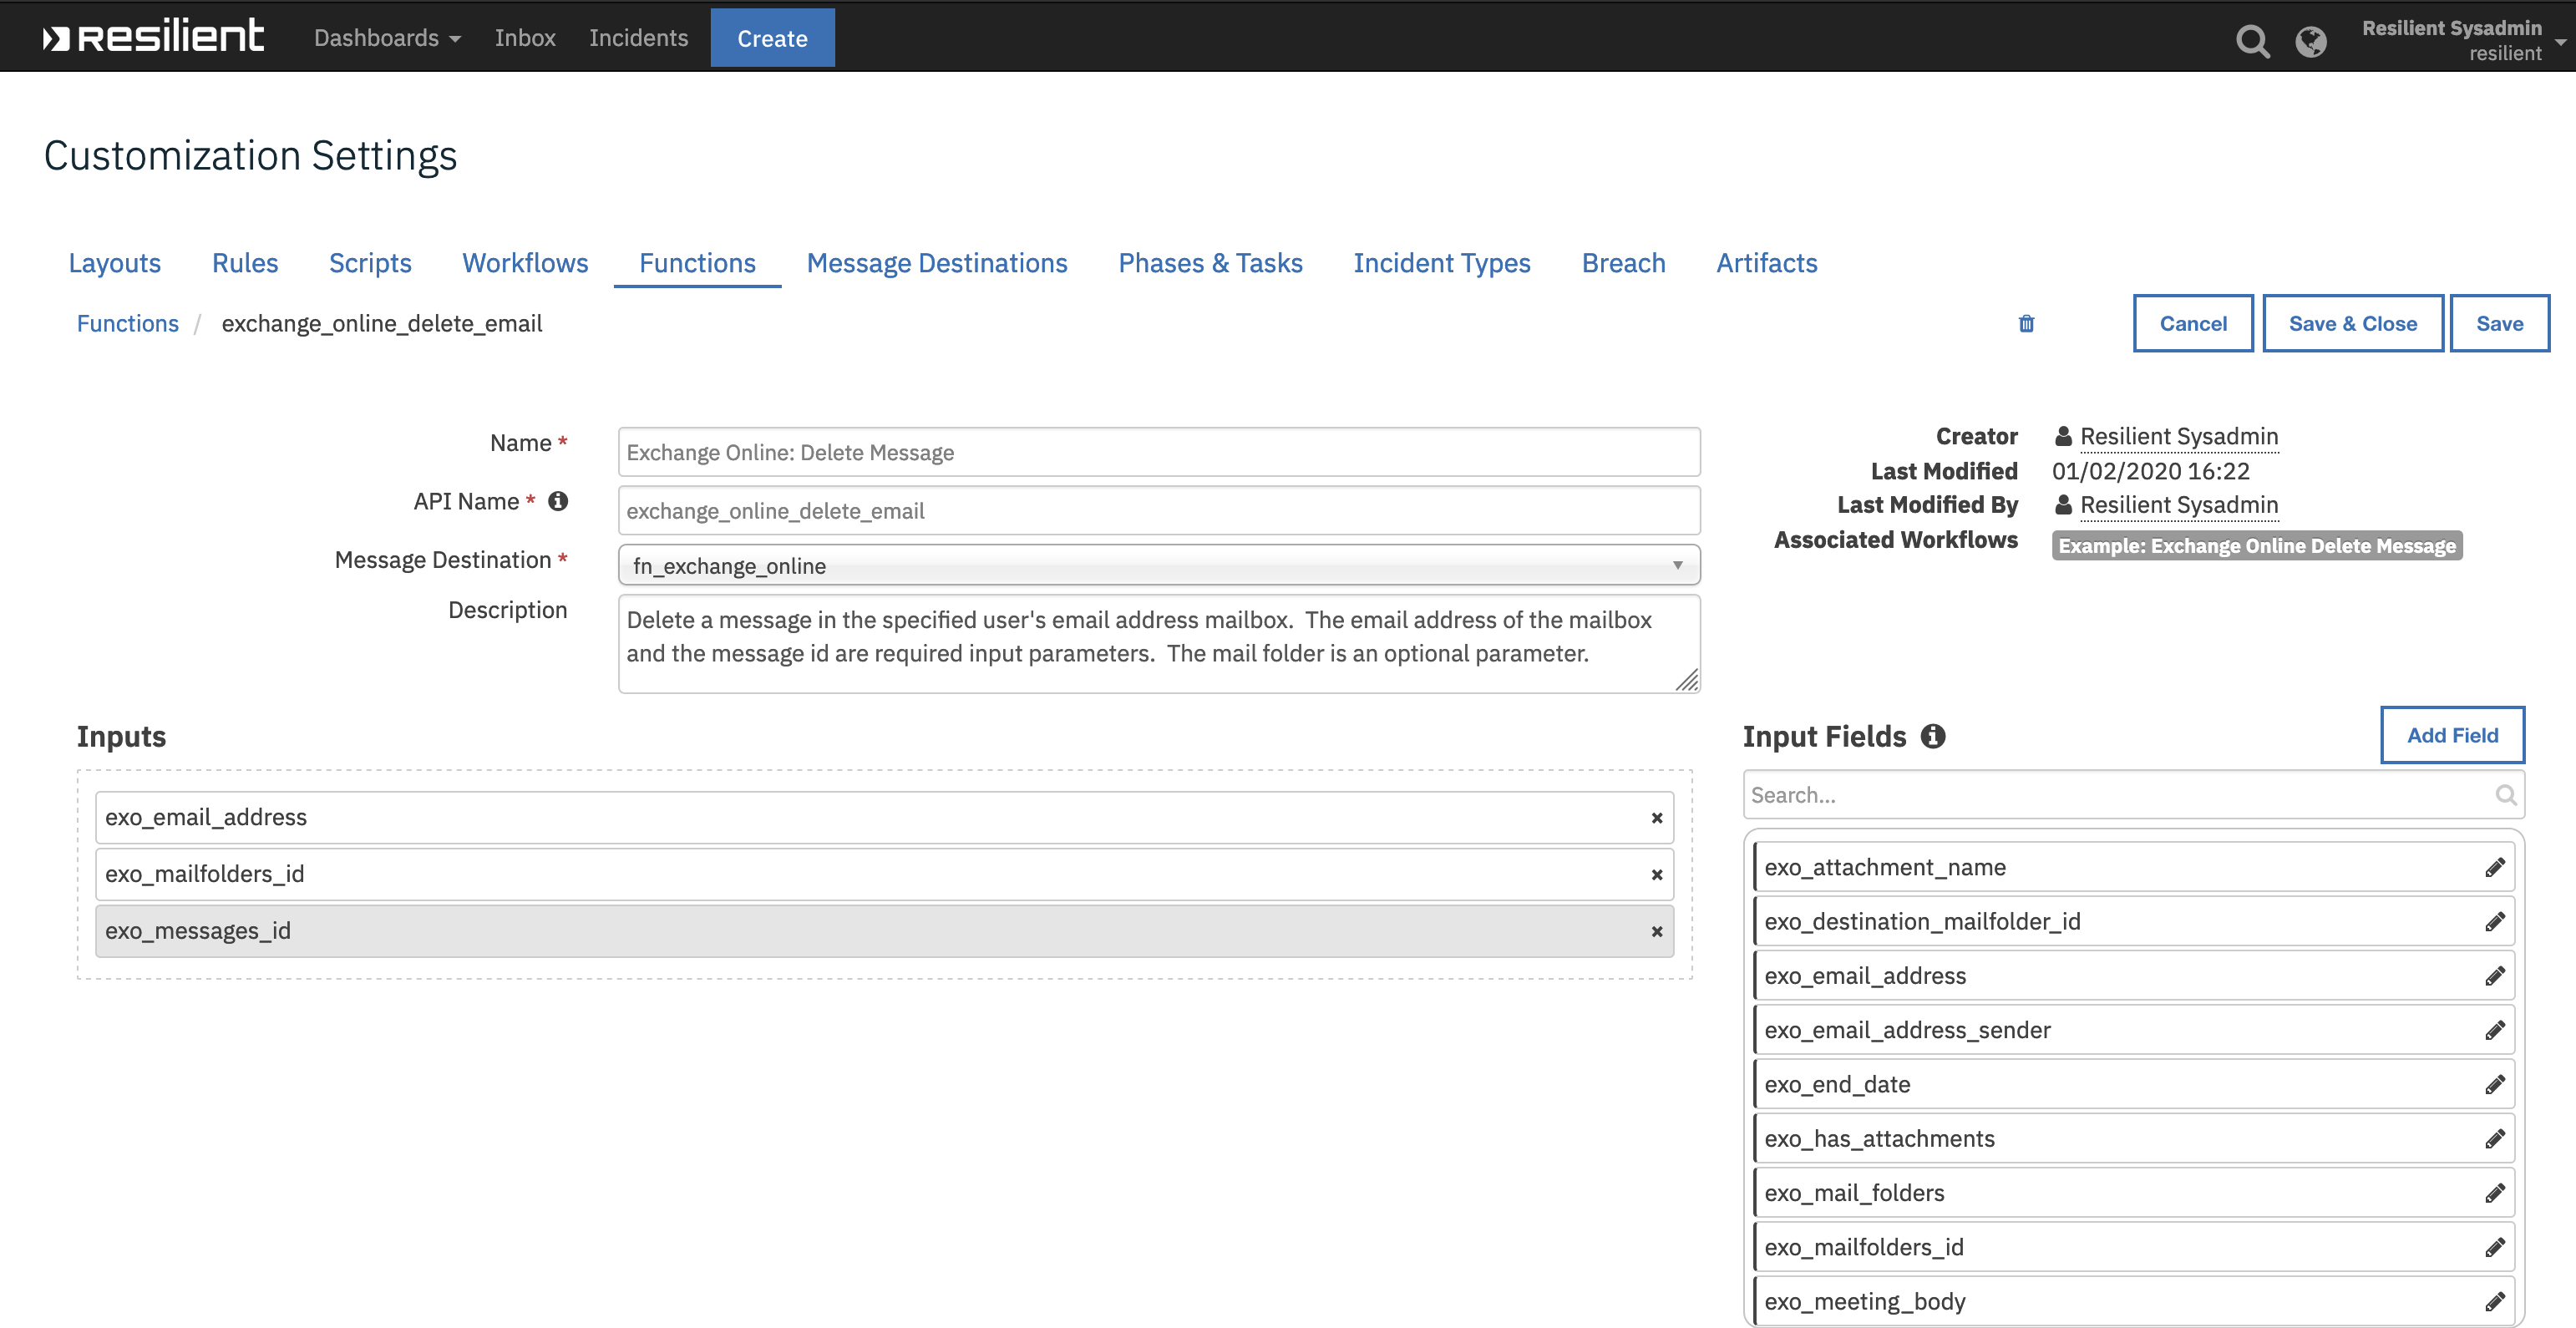 resilient Dashboards Inbox Incidents Create Resilient Sysadmin
resilient
Customization Settings
Layouts Rules Scripts Workflows Functions Message Destinations Phases & Tasks Incident Types Breach Artifacts
Functions / exchange_online_delete_email Cancel Save & Close Save
Name * Exchange Online: Delete Message
API Name * exchange_online_delete_email
Message Destination * fn_exchange_online
Description Delete a message in the specified user's email address mailbox. The email address of the mailbox
and the message id are required input parameters. The mail folder is an optional parameter.
Creator Resilient Sysadmin
Last Modified 01/02/2020 16:22
Last Modified By Resilient Sysadmin
Associated Workflows Example: Exchange Online Delete Message
Inputs
exo_email_address
exo_mailfolders_id
exo_messages_id
Input Fields Add Field
Search...
exo_attachment_name
exo_destination_mailfolder_id
exo_email_address
exo_email_address_sender
exo_end_date
exo_has_attachments
exo_mail_folders
exo_mailfolders_id
exo_meeting_body